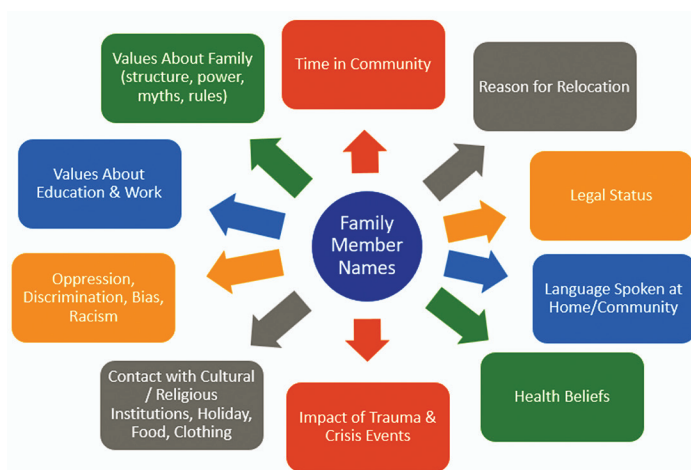 Values About Family
(structure, power,
myths, rules)
Time in Community
Reason for Relocation
Values About
Education & Work
Family
Member
Names
Legal Status
Oppression,
Discrimination, Bias,
Racism
Language Spoken at
Home/Community
Contact with Cultural
/ Religious
Institutions, Holiday,
Food, Clothing
Impact of Trauma &
Crisis Events
Health Beliefs